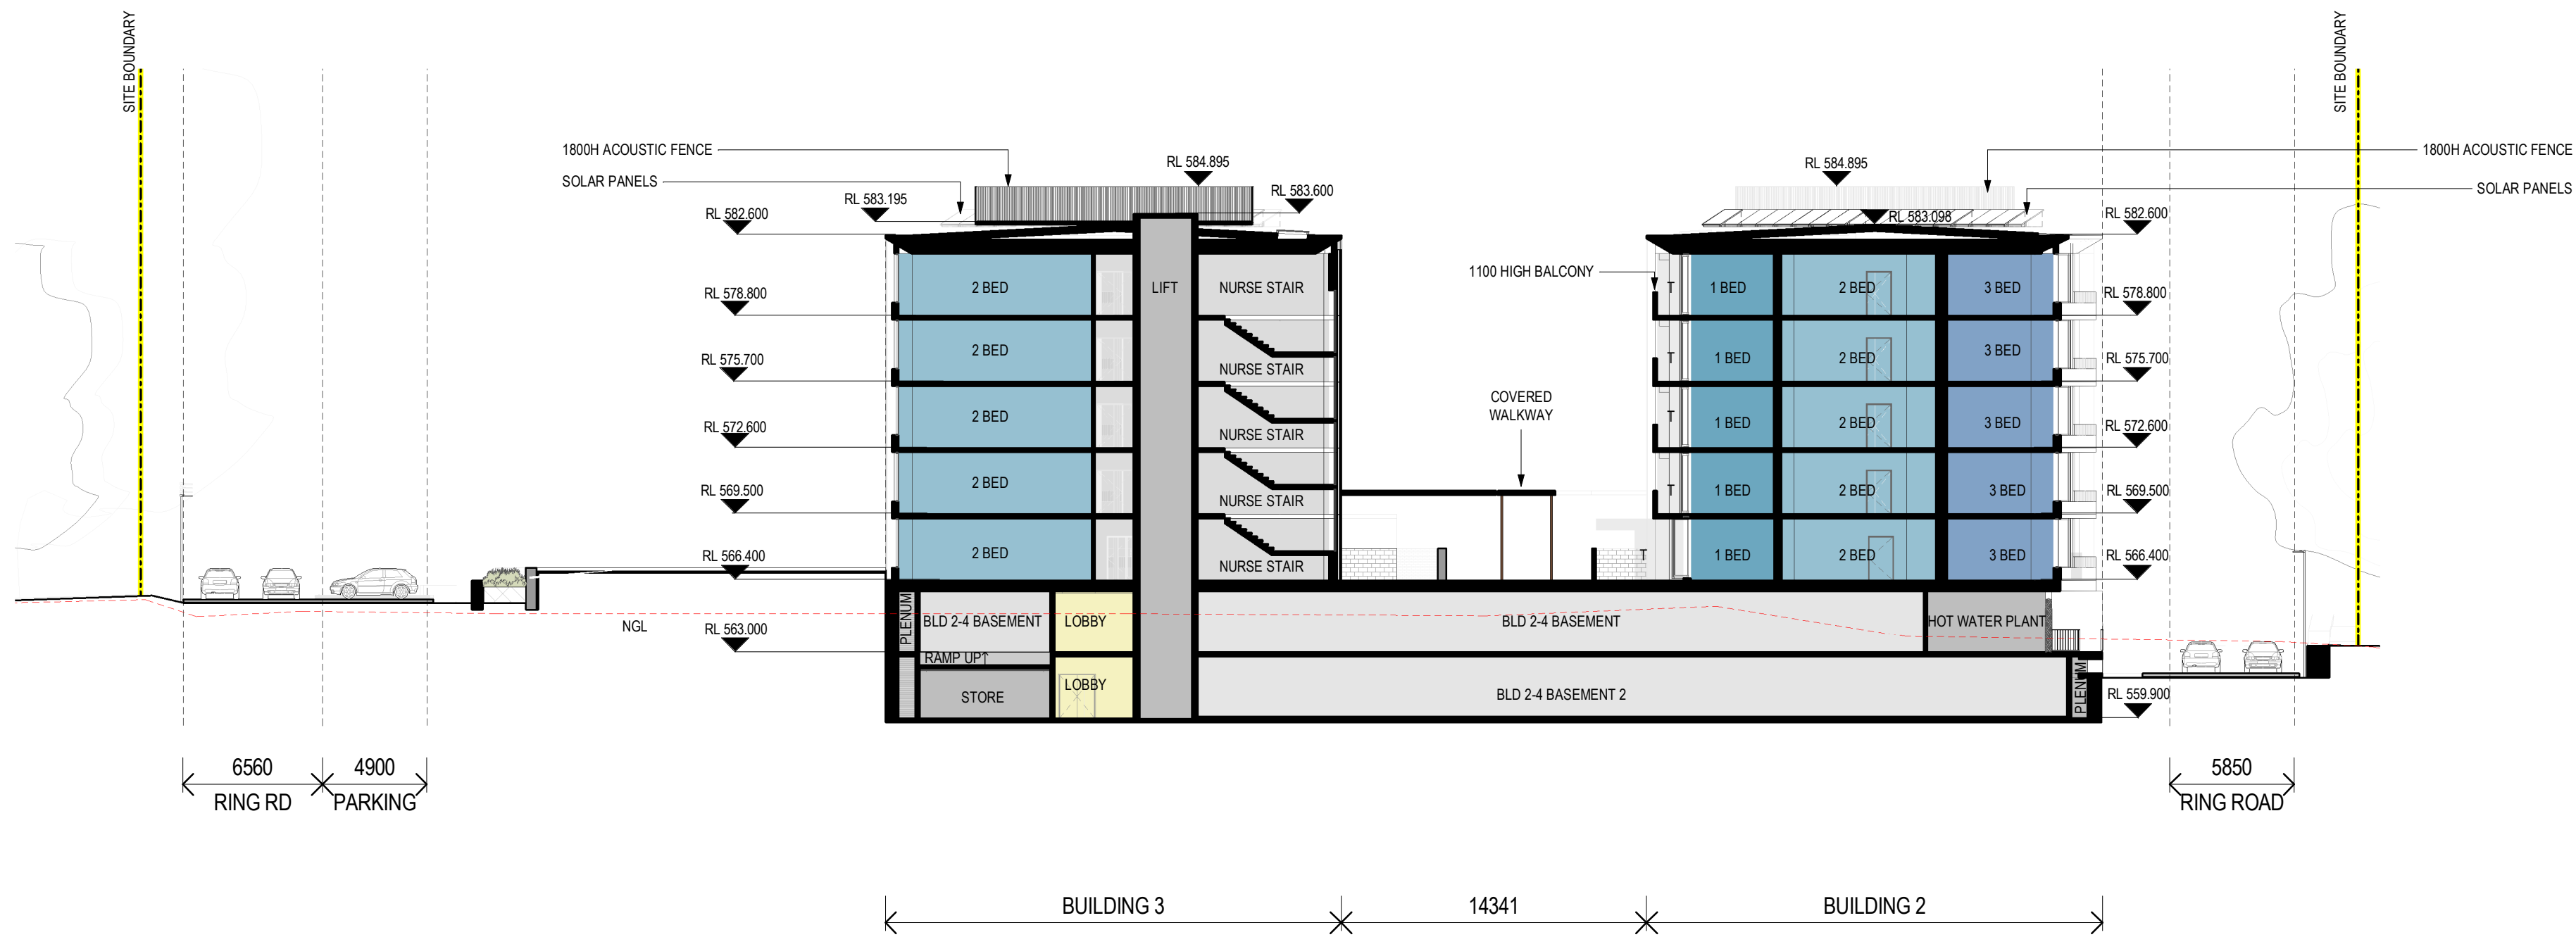 SITE BOUNDARY
SITE BOUNDARY
1800H ACOUSTIC FENCE
SOLAR PANELS
RL 584.895
RL 583.600
RL 583.195
RL 582.600
RL 584.895
1800H ACOUSTIC FENCE
SOLAR PANELS
RL 583.098
RL 582.600
RL 578.800
2 BED
LIFT
NURSE STAIR
1100 HIGH BALCONY
T
1 BED
2 BED
3 BED
RL 578.800
RL 575.700
2 BED
NURSE STAIR
T
1 BED
2 BED
3 BED
RL 575.700
RL 572.600
2 BED
NURSE STAIR
COVERED
WALKWAY
T
1 BED
2 BED
3 BED
RL 572.600
RL 569.500
2 BED
NURSE STAIR
T
1 BED
2 BED
3 BED
RL 569.500
RL 566.400
2 BED
NURSE STAIR
T
1 BED
2 BED
3 BED
RL 566.400
NGL
RL 563.000
PLENUM
BLD 2-4 BASEMENT
LOBBY
BLD 2-4 BASEMENT
HOT WATER PLANT
RAMP UP↑
STORE
LOBBY
BLD 2-4 BASEMENT 2
PLENUM
RL 559.900
6560
RING RD
4900
PARKING
5850
RING ROAD
BUILDING 3
14341
BUILDING 2